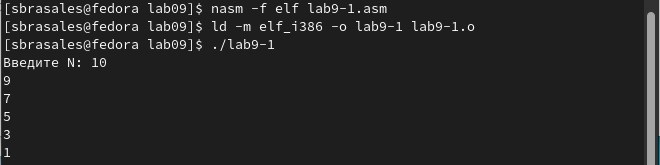 [sbrasales@fedora lab09]$ nasm -f elf lab9-1.asm
[sbrasales@fedora lab09]$ ld -m elf_i386 -o lab9-1 lab9-1.o
[sbrasales@fedora lab09]$ ./lab9-1
Введите N: 10
9
7
5
3
1